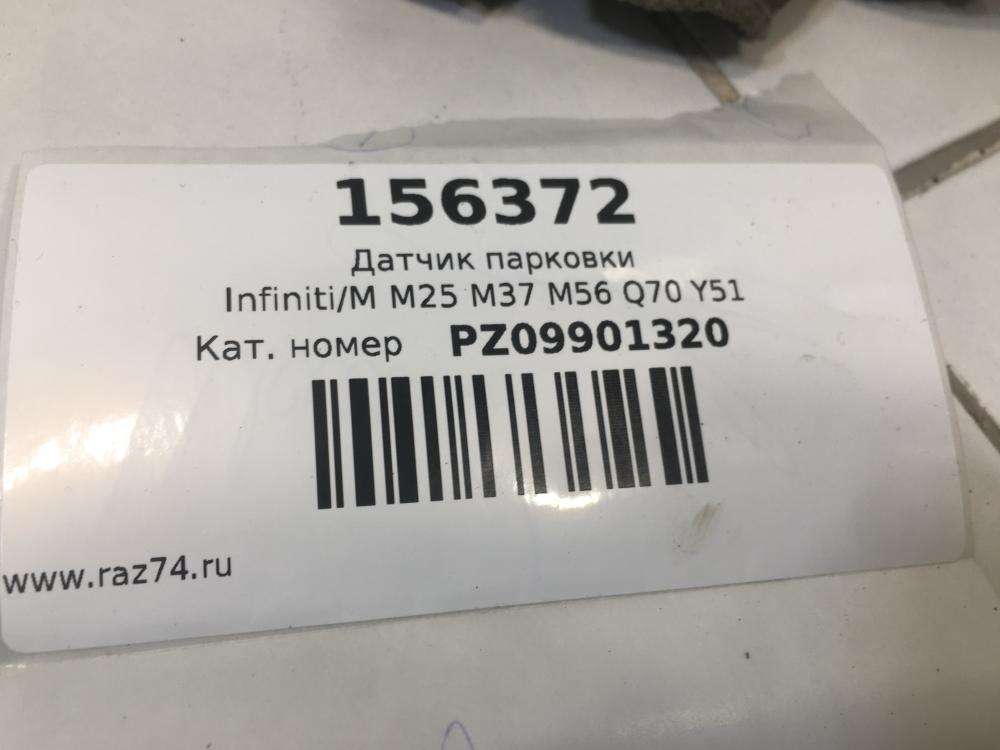 156372
Датчик парковки
Infiniti/M M25 M37 M56 Q70 Y51
Кат. номер PZ09901320
www.raz74.ru